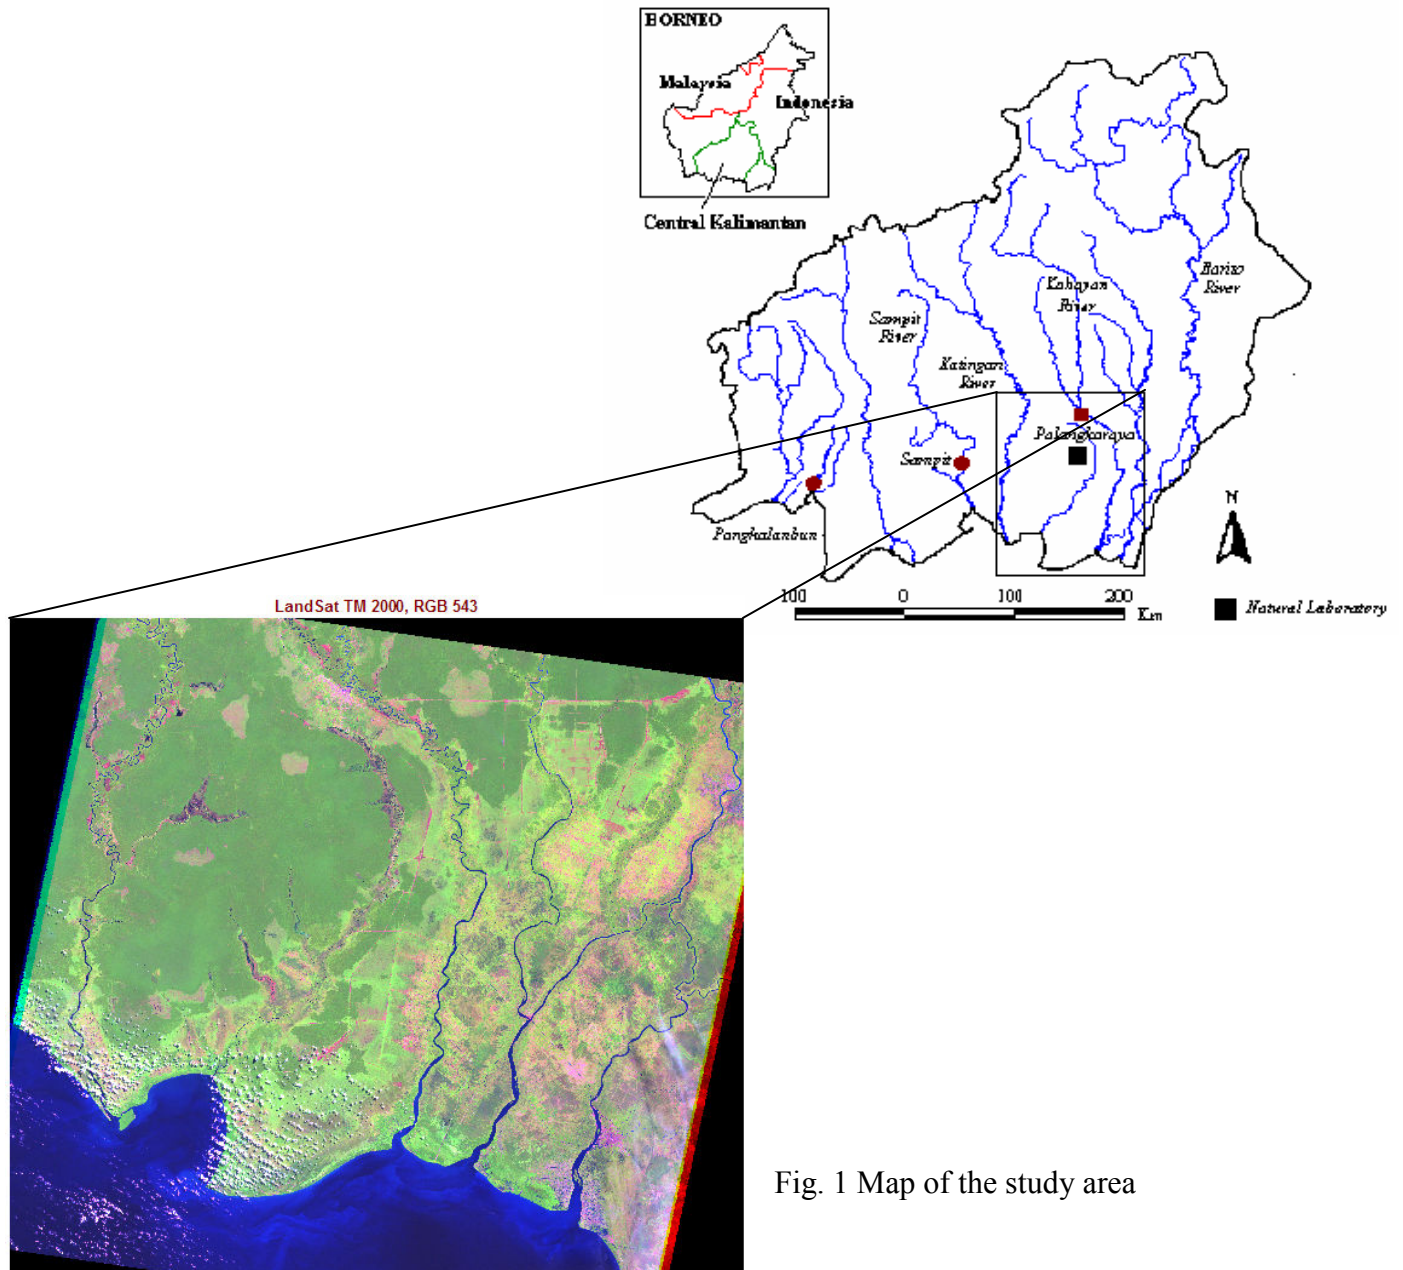 BORNEO
Malaysia
Indonesia
Central Kalimantan
Barito
River
Kahayan
River
Sampit
River
Katingan
River
Palangkaraya
Sampit
Pangkalanbun
N
100 0 100 200
Km
Natural Laboratory
LandSat TM 2000, RGB 543
Fig. 1 Map of the study area